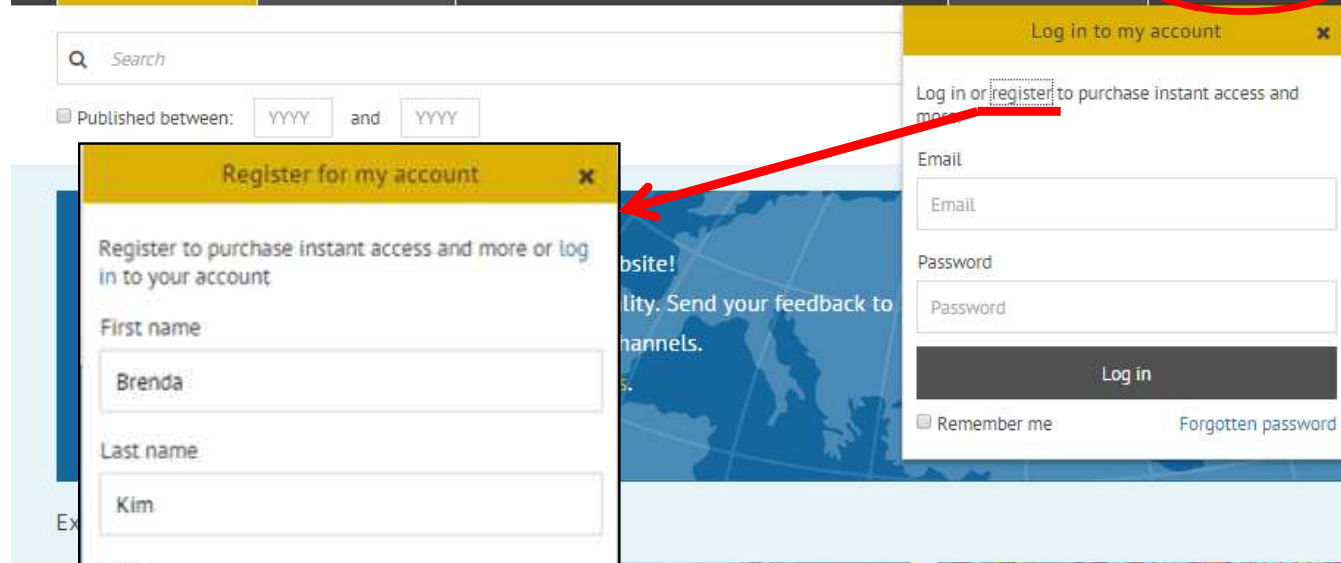 Search
Published between: YYYY and YYYY
Log in to my account ×
Log in or register to purchase instant access and
more.
Email
Email
Password
Password
Log in
Remember me Forgotten password
Register for my account ×
Register to purchase instant access and more or log
in to your account
First name
Brenda
Last name
Kim
bsite!
lity. Send your feedback to
hannels.
s.
Ex